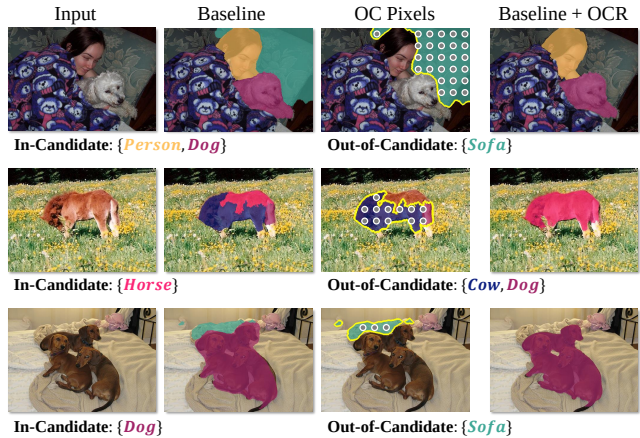 Input Baseline OC Pixels Baseline + OCR
In-Candidate: {Person, Dog} Out-of-Candidate: {Sofa}
In-Candidate: {Horse} Out-of-Candidate: {Cow, Dog}
In-Candidate: {Dog} Out-of-Candidate: {Sofa}